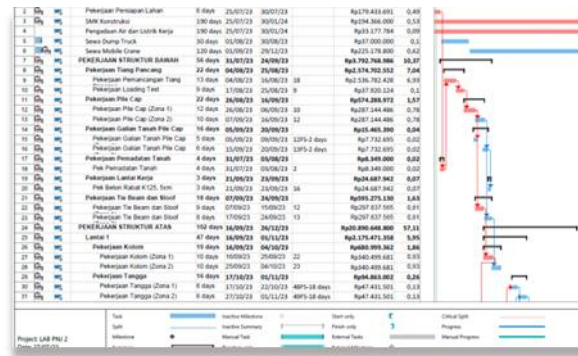 2 Pekerjaan Persiapan Lahan 6 days 25/07/23 30/07/23 Rp179.433.691 0,49
3 SMK Konstruksi 190 days 25/07/23 30/01/24 Rp194.366.000 0,53
4 Pengadaan Air dan Listrik Kerja 190 days 25/07/23 30/01/24 Rp33.177.784 0,09
5 Sewa Dump Truck 30 days 01/08/23 30/08/23 Rp37.000.000 0,1
6 Sewa Mobile Crane 120 days 01/09/23 29/12/23 Rp225.178.800 0,62
7 PEKERJAAN STRUKTUR BAWAH 56 days 31/07/23 24/09/23 Rp3.792.768.986 10,37
8 Pekerjaan Tiang Pancang 22 days 04/08/23 25/08/23 Rp2.574.702.552 7,04
9 Pekerjaan Pemancangan Tiang 13 days 04/08/23 16/08/23 18 Rp2.536.782.428 6,93
10 Pekerjaan Loading Test 9 days 17/08/23 25/08/23 9 Rp37.920.124 0,1
11 Pekerjaan Pile Cap 22 days 26/08/23 16/09/23 Rp574.288.972 1,57
12 Pekerjaan Pile Cap (Zona 1) 12 days 26/08/23 06/09/23 10 Rp287.144.486 0,78
13 Pekerjaan Pile Cap (Zona 2) 10 days 07/09/23 16/09/23 12 Rp287.144.486 0,78
14 Pekerjaan Galian Tanah Pile Cap 16 days 05/09/23 20/09/23 Rp15.465.390 0,04
15 Pekerjaan Galian Tanah Pile Cap 5 days 05/09/23 09/09/23 12FS-2 days Rp7.732.695 0,02
16 Pekerjaan Galian Tanah Pile Cap 6 days 15/09/23 20/09/23 13FS-2 days Rp7.732.695 0,02
17 Pekerjaan Pemadatan Tanah 4 days 31/07/23 03/08/23 Rp8.349.000 0,02
18 Pek Pemadatan Tanah 4 days 31/07/23 03/08/23 2 Rp8.349.000 0,02
19 Pekerjaan Lantai Kerja 3 days 21/09/23 23/09/23 Rp24.687.942 0,07
20 Pek Beton Rabat K125, 5cm 3 days 21/09/23 23/09/23 16 Rp24.687.942 0,07
21 Pekerjaan Tie Beam dan Sloof 18 days 07/09/23 24/09/23 Rp595.275.130 1,63
22 Pekerjaan Tie Beam dan Sloof 9 days 07/09/23 15/09/23 12 Rp297.637.565 0,81
23 Pekerjaan Tie Beam dan Sloof 8 days 17/09/23 24/09/23 13 Rp297.637.565 0,81
24 PEKERJAAN STRUKTUR ATAS 102 days 16/09/23 26/12/23 Rp20.890.648.800 57,11
25 Lantai 1 47 days 16/09/23 01/11/23 Rp2.175.471.358 5,95
26 Pekerjaan Kolom 19 days 16/09/23 04/10/23 Rp680.999.362 1,86
27 Pekerjaan Kolom (Zona 1) 10 days 16/09/23 25/09/23 22 Rp340.499.681 0,93
28 Pekerjaan Kolom (Zona 2) 10 days 25/09/23 04/10/23 23 Rp340.499.681 0,93
29 Pekerjaan Tangga 16 days 17/10/23 01/11/23 Rp94.863.002 0,26
30 Pekerjaan Tangga (Zona 1) 6 days 17/10/23 22/10/23 40FS-18 days Rp47.431.501 0,13
31 Pekerjaan Tangga (Zona 2) 6 days 27/10/23 01/11/23 48FS-18 days Rp47.431.501 0,13
Project: LAB PNJ 2
Task Inactive Milestone Start-only Critical Split
Split Inactive Summary Finish-only Progress
Milestone Manual Task External Tasks Manual Progress